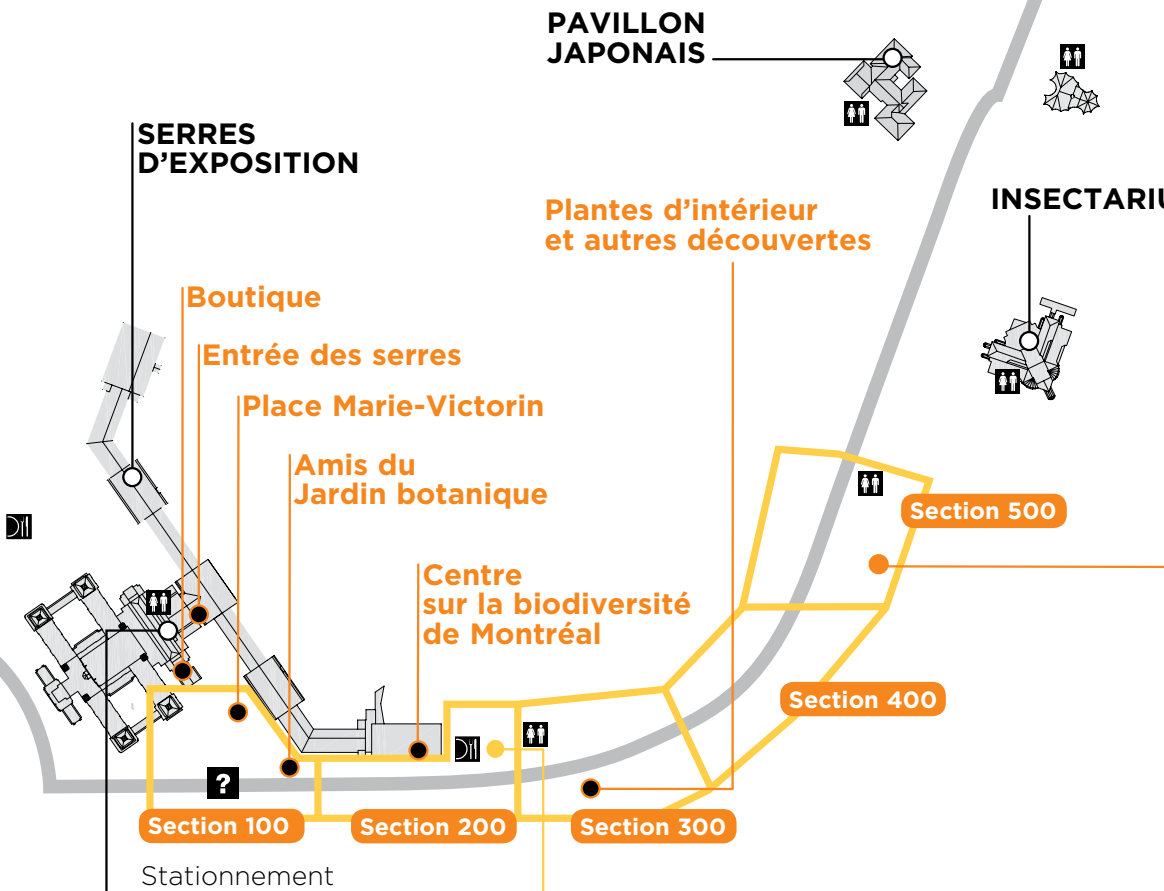 PAVILLON
JAPONAIS
SERRES
D'EXPOSITION
INSECTARIU
Plantes d'intérieur
et autres découvertes
Boutique
Entrée des serres
Place Marie-Victorin
Amis du
Jardin botanique
Centre
sur la biodiversité
de Montréal
Section 500
Section 400
?
Section 100
Section 200
Section 300
Stationnement